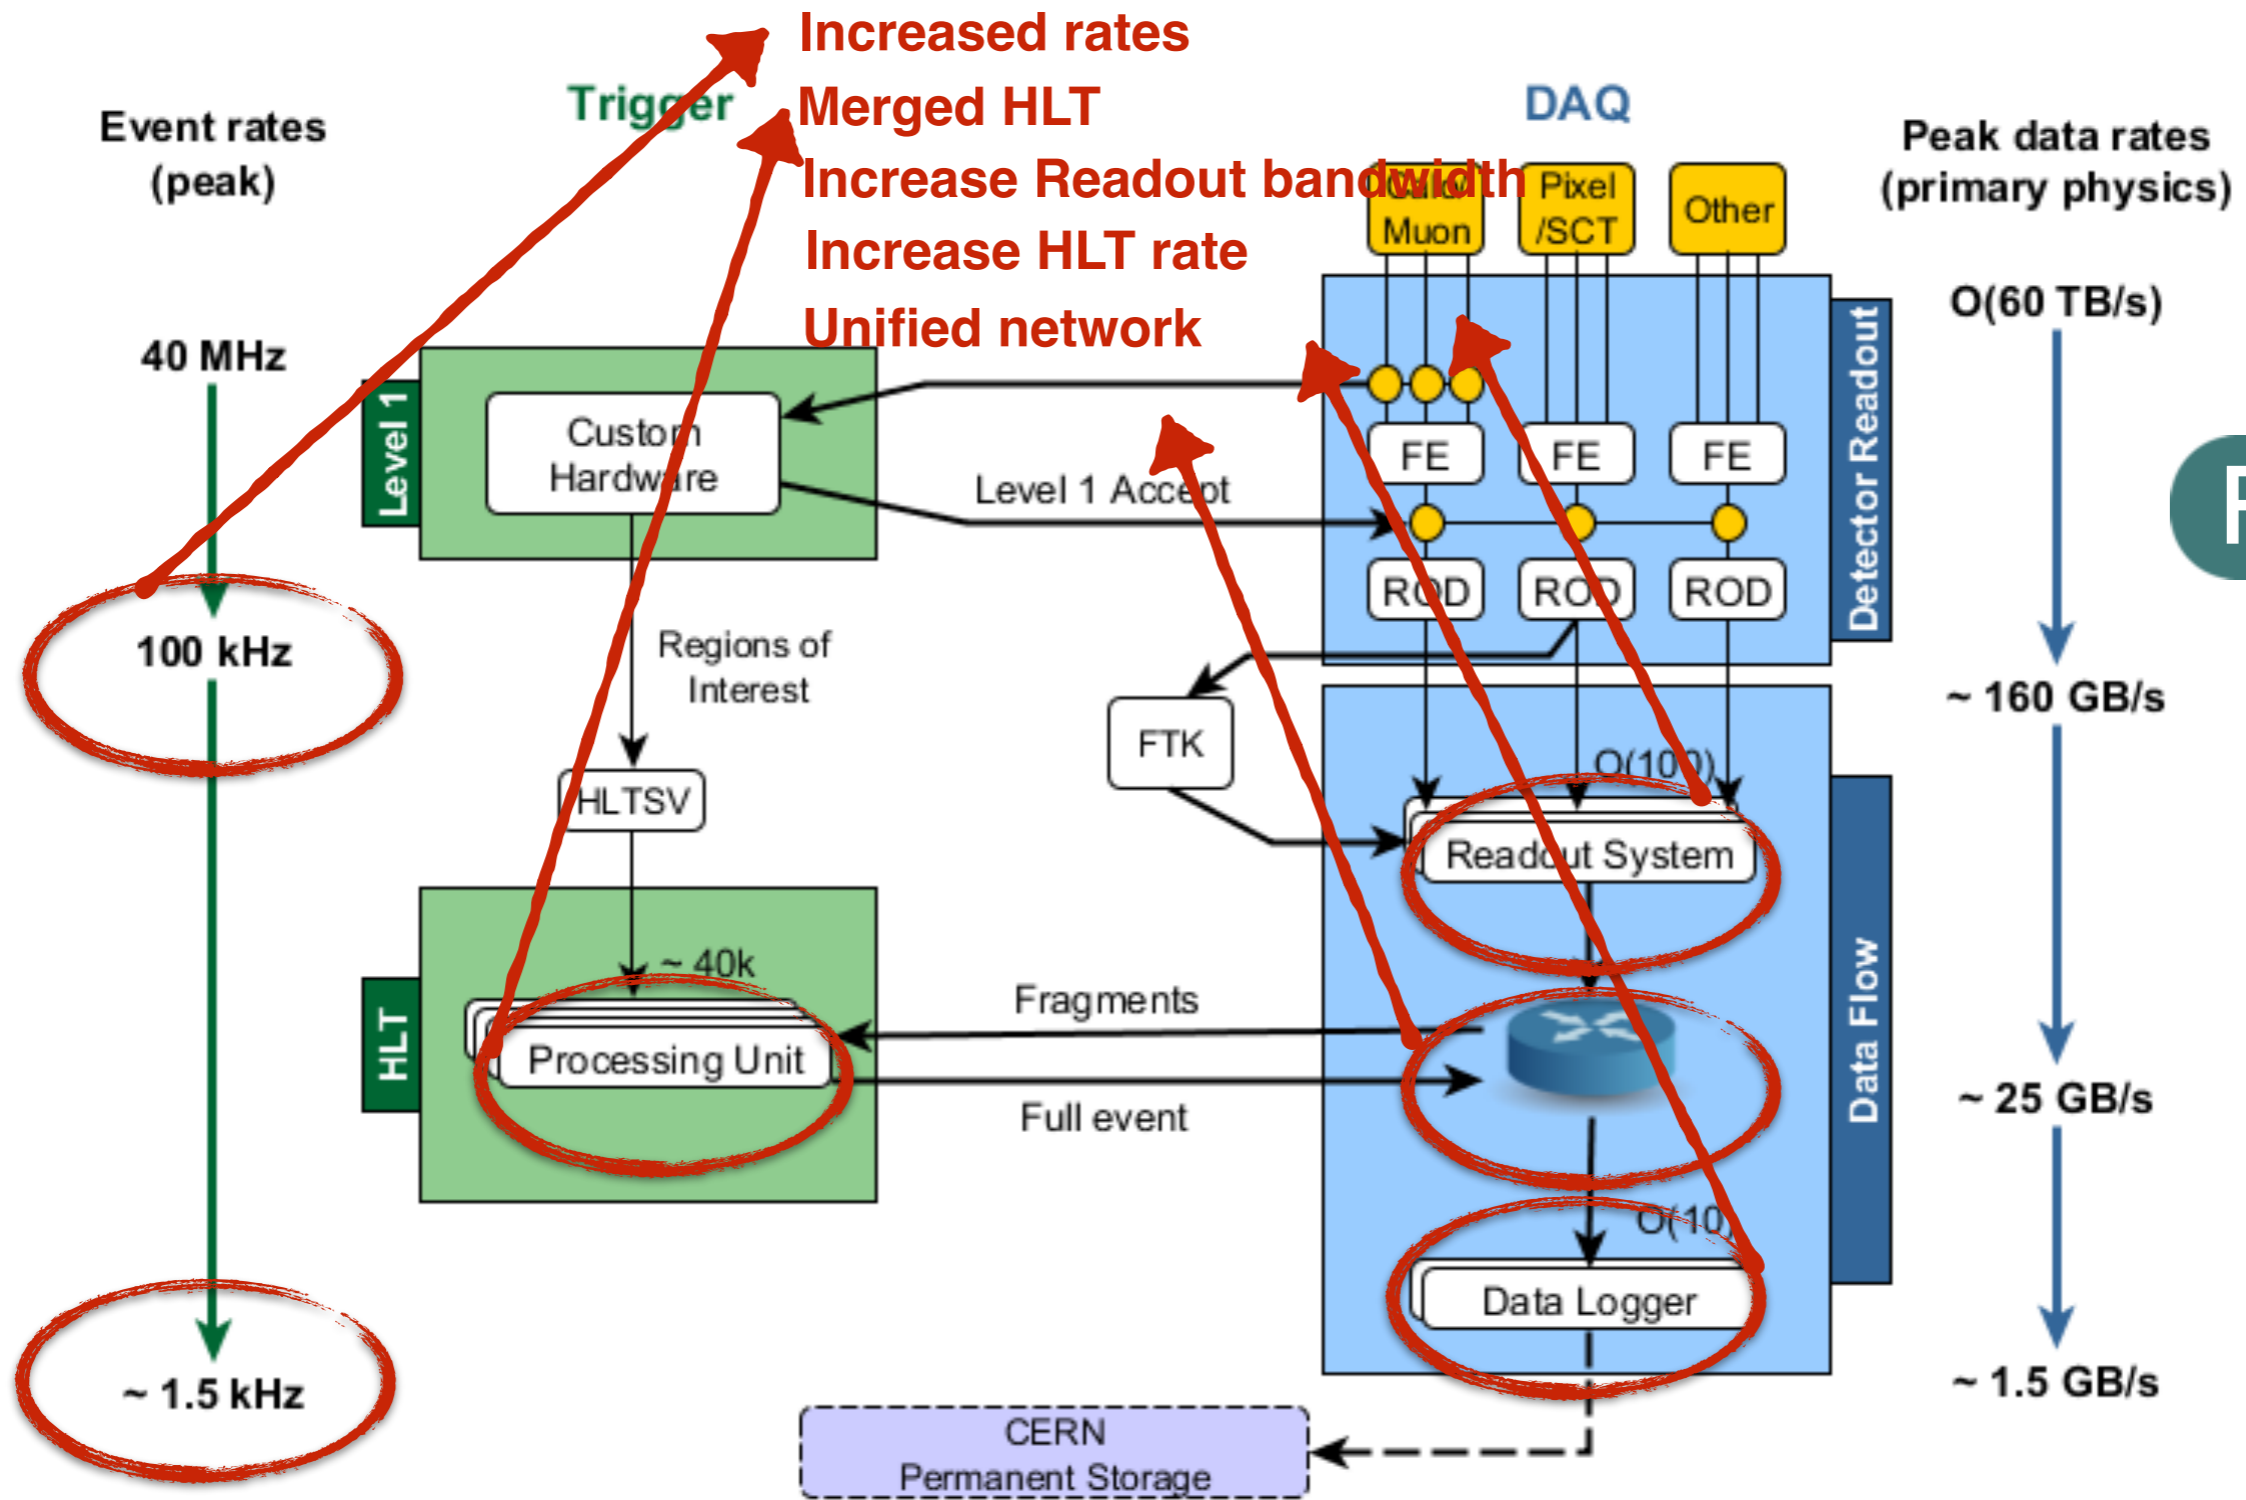 Increased rates
Merged HLT
Increase Readout bandwidth
Increase HLT rate
Unified network
Trigger
DAQ
Event rates
(peak)
Peak data rates
(primary physics)
Muon
Pixel
/SCT
Other
40 MHz
O(60 TB/s)
Level 1
Custom
Hardware
Level 1 Accept
FE
FE
FE
ROD
ROD
ROD
Detector Readout
100 kHz
Regions of
Interest
~ 160 GB/s
FTK
HLTSV
O(100)
Readout System
~ 40k
HLT
Processing Unit
Fragments
Full event
Data Flow
~ 25 GB/s
O(10)
Data Logger
~ 1.5 kHz
~ 1.5 GB/s
CERN
Permanent Storage